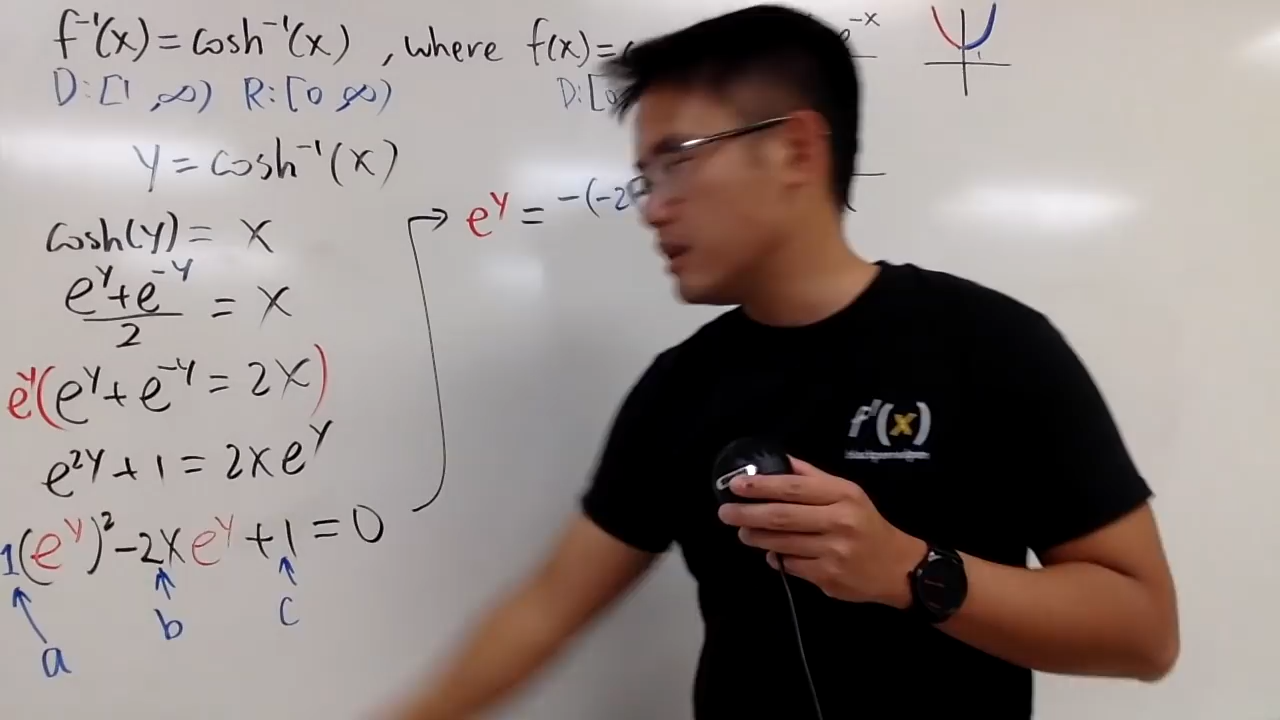 f⁻¹(x) = cosh⁻¹(x) , where f(x)=
-x
D: [1, ∞) R: [0 ∞)
D: [0
y = cosh⁻¹(x)
cosh(y) = x
(e^y + e^-y)/2 = x
e^y(e^y + e^-y = 2x)
e^2y + 1 = 2xe^y
1(e^y)² - 2xe^y + 1 = 0
a
b
c
→ e^y = -(-2
f'(x)